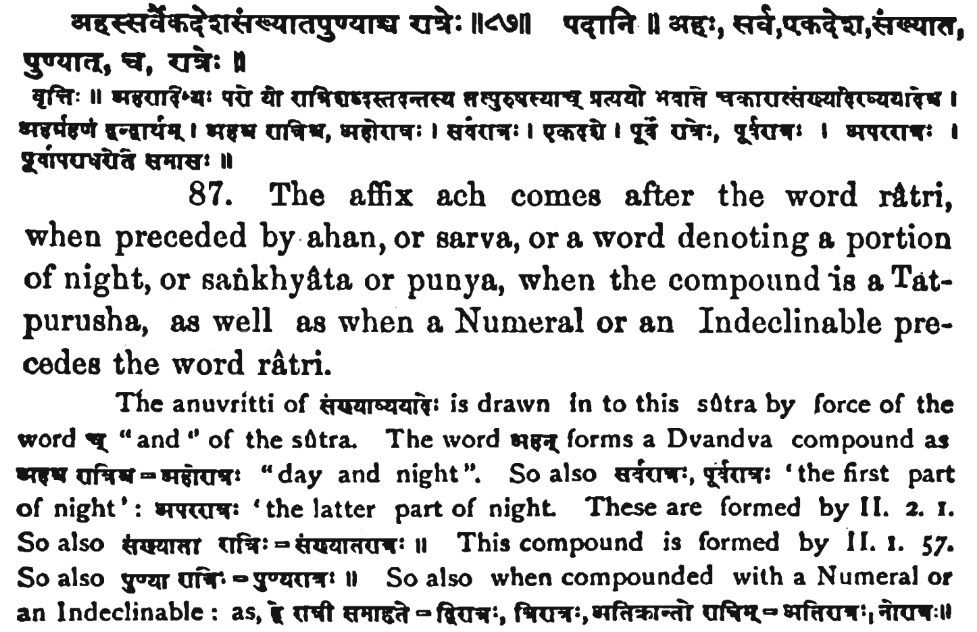 अहस्सर्वैकदेशसंख्यातपुण्याच्च रात्रेः ॥८७॥ पदानि ॥ अहः, सर्व, एकदेश, संख्यात,
पुण्यात्, च, रात्रेः ॥
वृत्तिः ॥ अहरादिभ्यः परो यो रात्रिशब्दस्तदन्तस्य तत्पुरुषस्याच् प्रत्ययो भवति चकारात्संख्यादेरव्ययादेश्च ।
अहर्ग्रहणं द्वन्द्वार्थम् । अहश्च रात्रिश्च, अहोरात्रः । सर्वरात्रः । एकदेशे । पूर्वं रात्रेः, पूर्वरात्रः । अपररात्रः ।
पूर्वापराधरेति समासः ॥
87. The affix ach comes after the word râtri,
when preceded by ahan, or sarva, or a word denoting a portion
of night, or saṅkhyâta or punya, when the compound is a Tat-
purusha, as well as when a Numeral or an Indeclinable pre-
cedes the word râtri.
The anuvritti of संख्याव्ययादेः is drawn in to this sûtra by force of the
word च् "and" of the sûtra. The word अहन् forms a Dvandva compound as
अहश्च रात्रिश्च = अहोरात्रः "day and night". So also सर्वरात्रः, पूर्वरात्रः 'the first part
of night': अपररात्रः 'the latter part of night. These are formed by II. 2. 1.
So also संख्याता रात्रिः = संख्यातरात्रः ॥ This compound is formed by II. 1. 57.
So also पुण्या रात्रिः = पुण्यरात्रः ॥ So also when compounded with a Numeral or
an Indeclinable : as, द्वे रात्री समाहृते = द्विरात्रः, त्रिरात्रः, अतिक्रान्तो रात्रिम् = अतिरात्रः, नीरात्रः॥